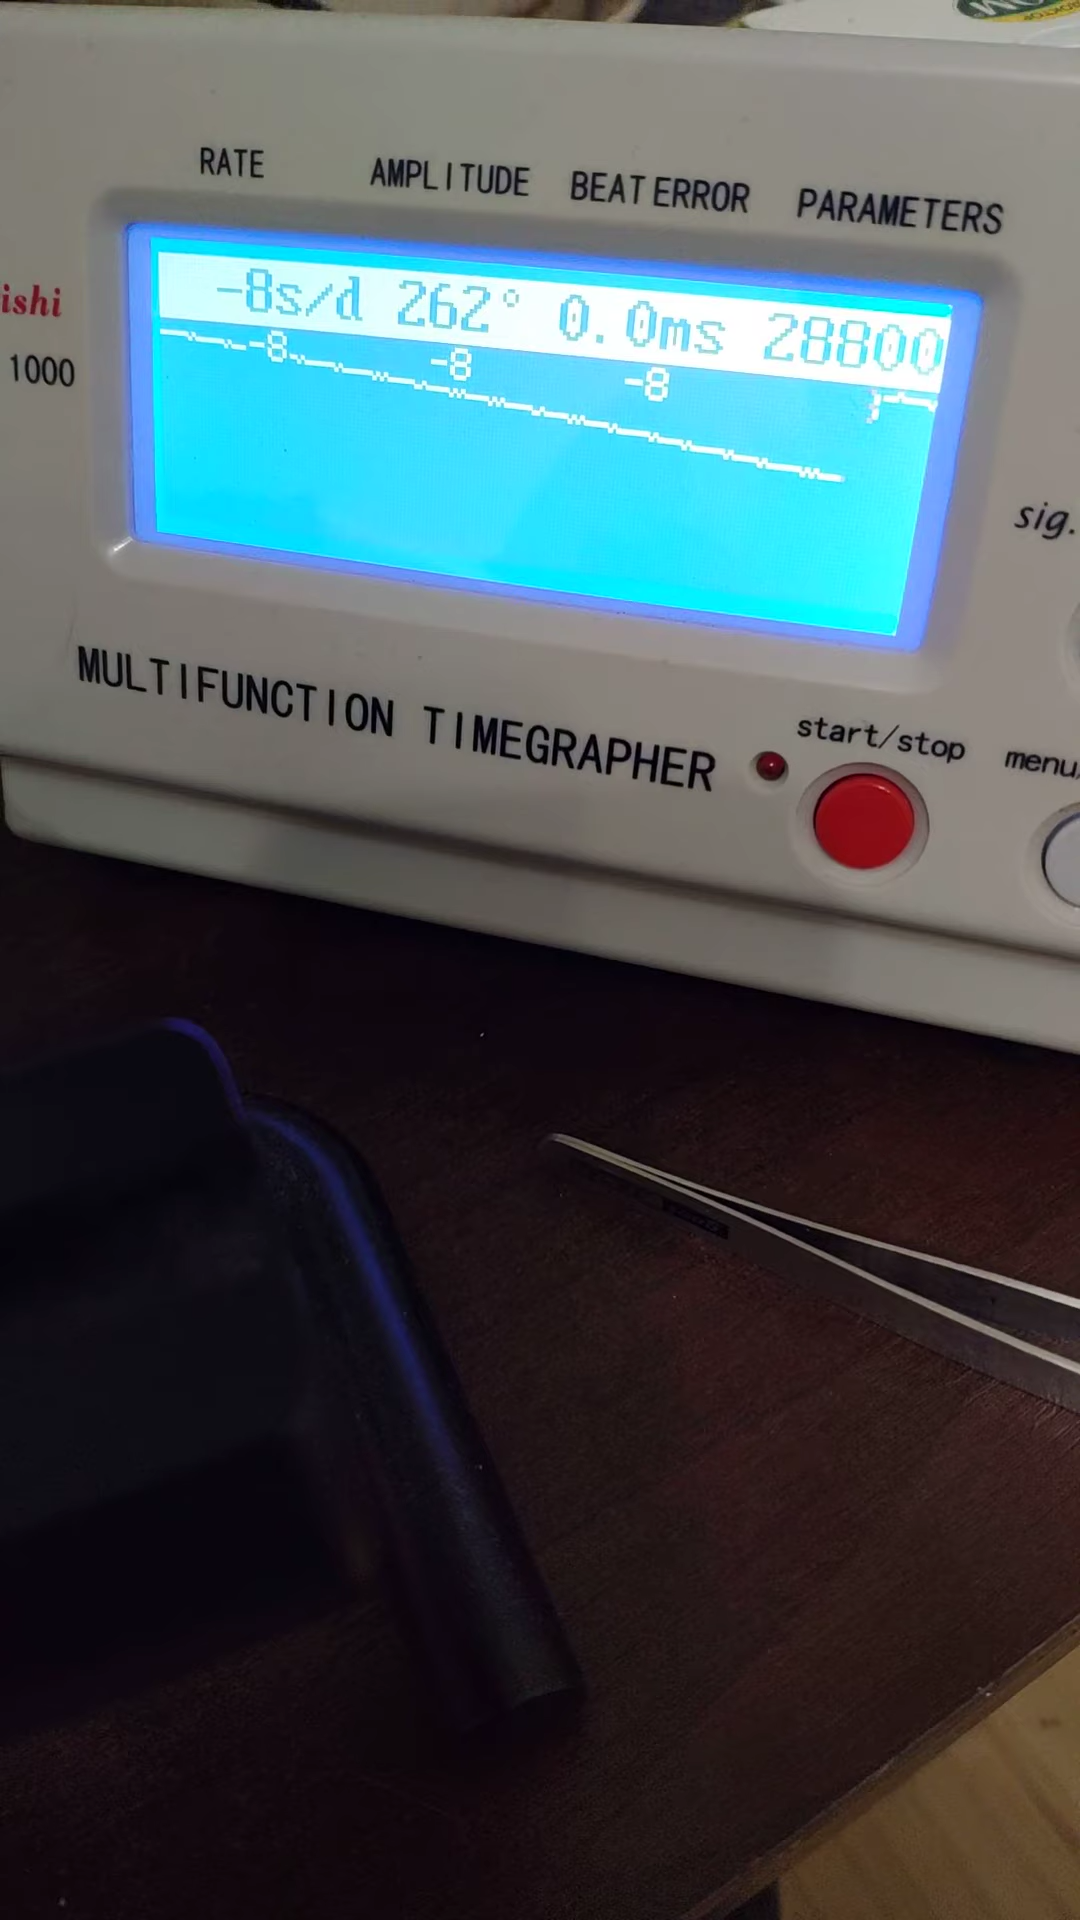 RATE AMPLITUDE BEAT ERROR PARAMETERS
-8s/d 262° 0.0ms 28800
-8 -8 -8
ishi
1000
sig.
MULTIFUNCTION TIMEGRAPHER
start/stop
menu/